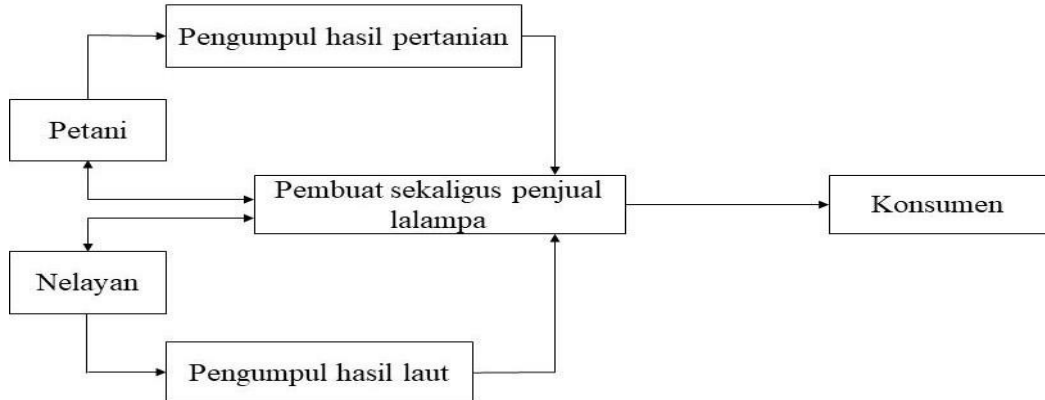 Pengumpul hasil pertanian
Petani
Pembuat sekaligus penjual
lalampa
Konsumen
Nelayan
Pengumpul hasil laut